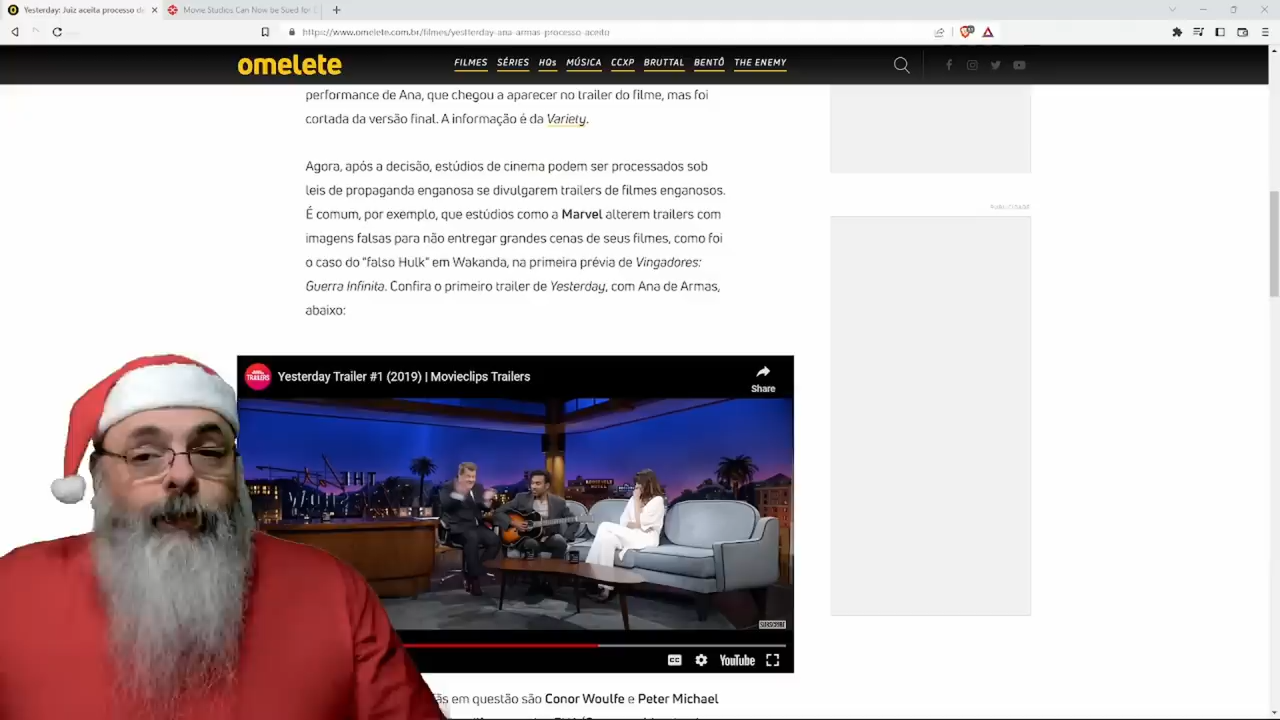 Yesterday: Juiz aceita processo de
Movie Studios Can Now be Sued for
https://www.omelete.com.br/filmes/yestterday-ana-armas-processo-aceito
omelete
FILMES SÉRIES HQs MÚSICA CCXP BRUTTAL BENTÔ THE ENEMY
performance de Ana, que chegou a aparecer no trailer do filme, mas foi
cortada da versão final. A informação é da Variety.
Agora, após a decisão, estúdios de cinema podem ser processados sob
leis de propaganda enganosa se divulgarem trailers de filmes enganosos.
É comum, por exemplo, que estúdios como a Marvel alterem trailers com
imagens falsas para não entregar grandes cenas de seus filmes, como foi
o caso do "falso Hulk" em Wakanda, na primeira prévia de Vingadores:
Guerra Infinita. Confira o primeiro trailer de Yesterday, com Ana de Armas,
abaixo:
PUBLICIDADE
TRAILERS
Yesterday Trailer #1 (2019) | Movieclips Trailers
Share
SUBSCRIBE
YouTube
ãs em questão são Conor Woulfe e Peter Michael